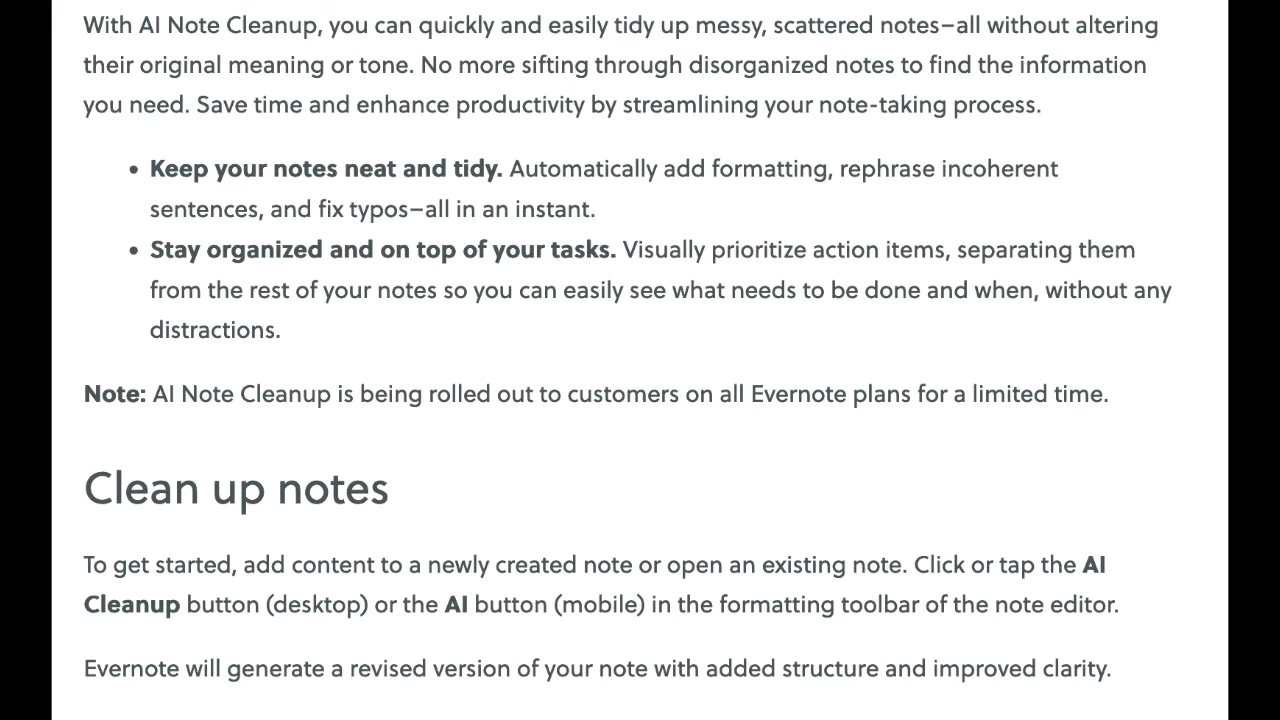 With AI Note Cleanup, you can quickly and easily tidy up messy, scattered notes–all without altering
their original meaning or tone. No more sifting through disorganized notes to find the information
you need. Save time and enhance productivity by streamlining your note-taking process.
• Keep your notes neat and tidy. Automatically add formatting, rephrase incoherent
sentences, and fix typos–all in an instant.
• Stay organized and on top of your tasks. Visually prioritize action items, separating them
from the rest of your notes so you can easily see what needs to be done and when, without any
distractions.
Note: AI Note Cleanup is being rolled out to customers on all Evernote plans for a limited time.
Clean up notes
To get started, add content to a newly created note or open an existing note. Click or tap the AI
Cleanup button (desktop) or the AI button (mobile) in the formatting toolbar of the note editor.
Evernote will generate a revised version of your note with added structure and improved clarity.